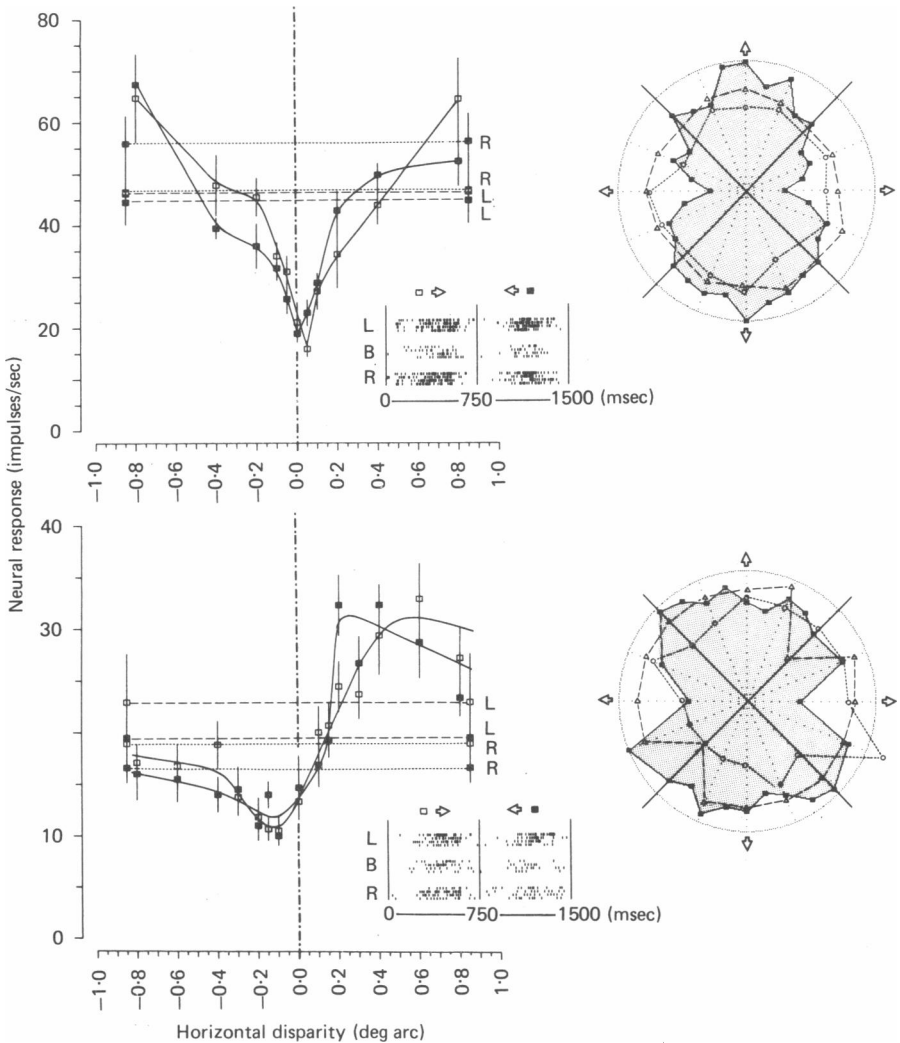 80
60
40
20
0
R
R
L
L
L
B
R
0 750 1500 (msec)
−1·0 −0·8 −0·6 −0·4 −0·2 0·0 0·2 0·4 0·6 0·8 1·0
Neural response (impulses/sec)
40
30
20
10
0
L
L
R
R
L
B
R
0 750 1500 (msec)
−1·0 −0·8 −0·6 −0·4 −0·2 0·0 0·2 0·4 0·6 0·8 1·0
Horizontal disparity (deg arc)